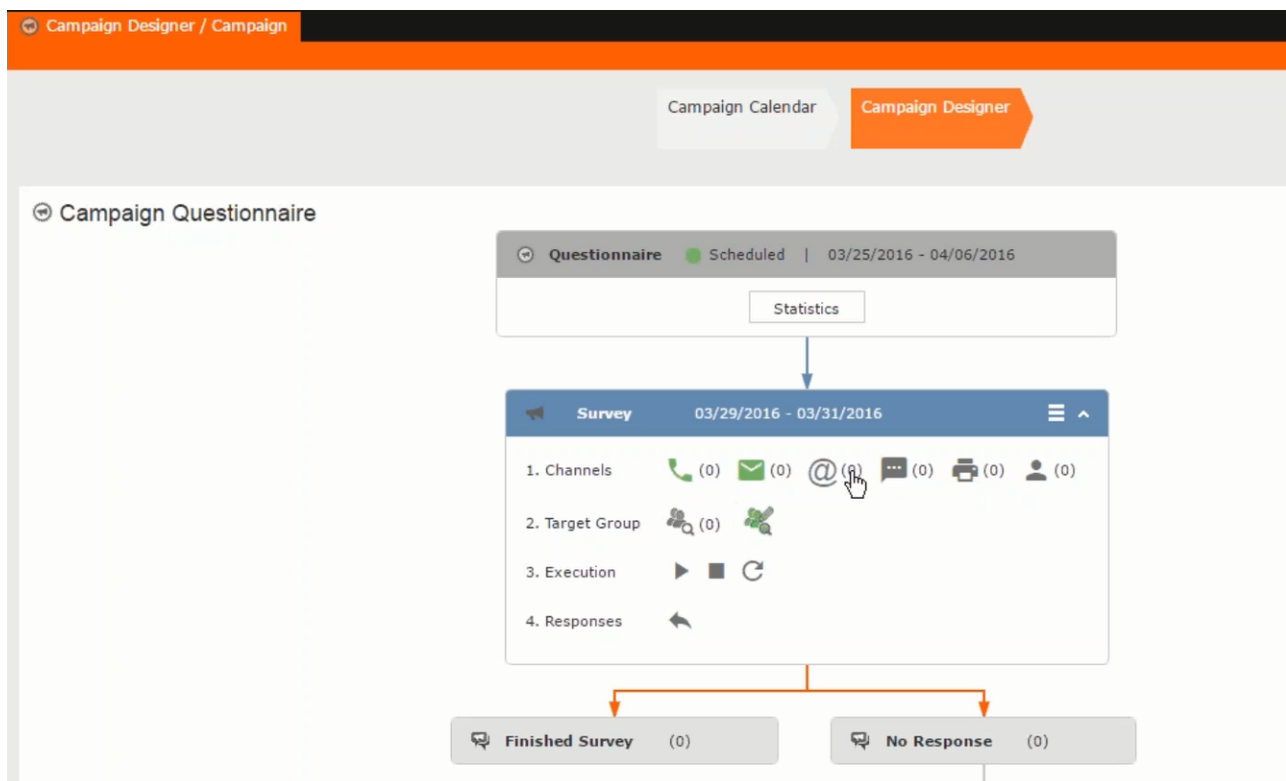 Campaign Designer / Campaign
Campaign Calendar
Campaign Designer
Campaign Questionnaire
Questionnaire Scheduled | 03/25/2016 - 04/06/2016
Statistics
Survey 03/29/2016 - 03/31/2016
1. Channels (0) (0) (0) (0) (0)
2. Target Group (0)
3. Execution
4. Responses
Finished Survey (0)
No Response (0)